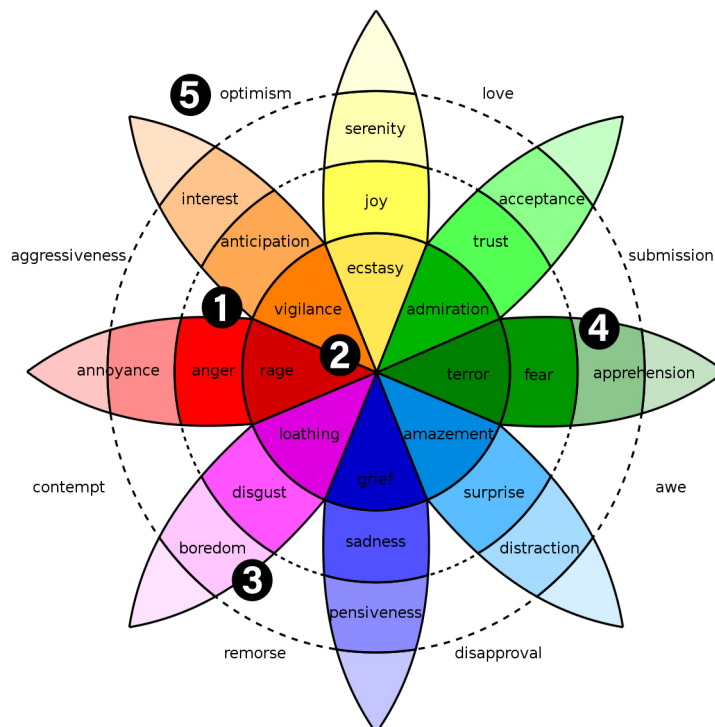 5
optimism
love
serenity
interest
acceptance
joy
anticipation
trust
aggressiveness
submission
ecstasy
1
vigilance
admiration
4
2
annoyance
anger
rage
terror
fear
apprehension
loathing
amazement
grief
contempt
disgust
surprise
awe
sadness
boredom
distraction
3
pensiveness
remorse
disapproval